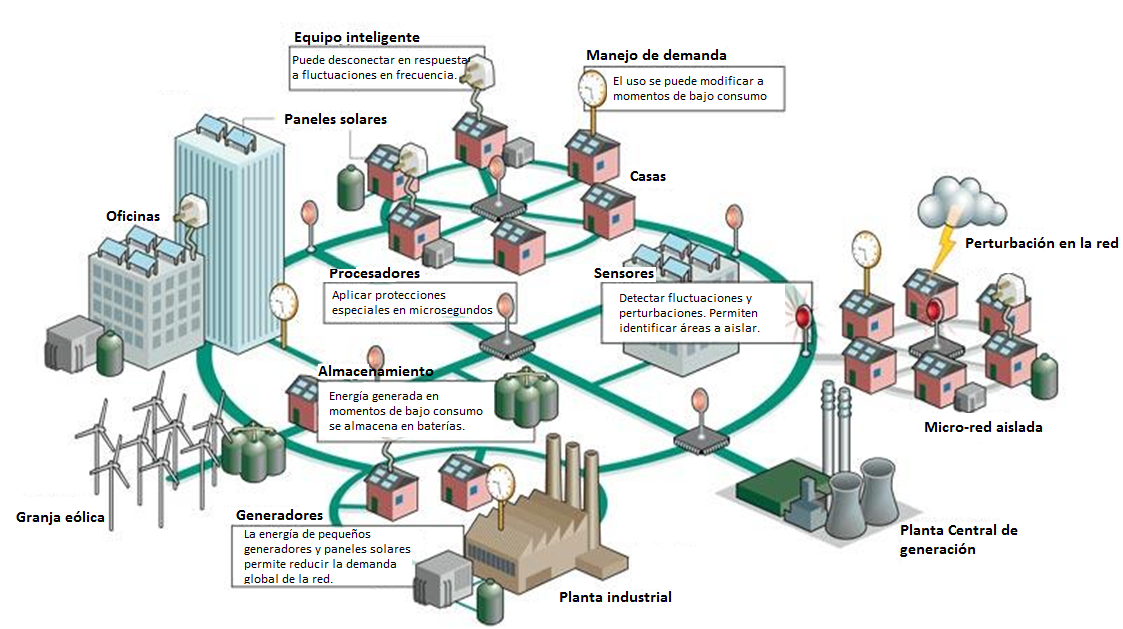 Equipo inteligente
Puede desconectar en respuesta
a fluctuaciones en frecuencia.
Manejo de demanda
El uso se puede modificar a
momentos de bajo consumo
Paneles solares
Casas
Oficinas
Perturbación en la red
Procesadores
Aplicar protecciones
especiales en microsegundos
Sensores
Detectar fluctuaciones y
perturbaciones. Permiten
identificar áreas a aislar.
Almacenamiento
Energía generada en
momentos de bajo consumo
se almacena en baterías.
Micro-red aislada
Granja eólica
Generadores
La energía de pequeños
generadores y paneles solares
permite reducir la demanda
global de la red.
Planta Central de
generación
Planta industrial